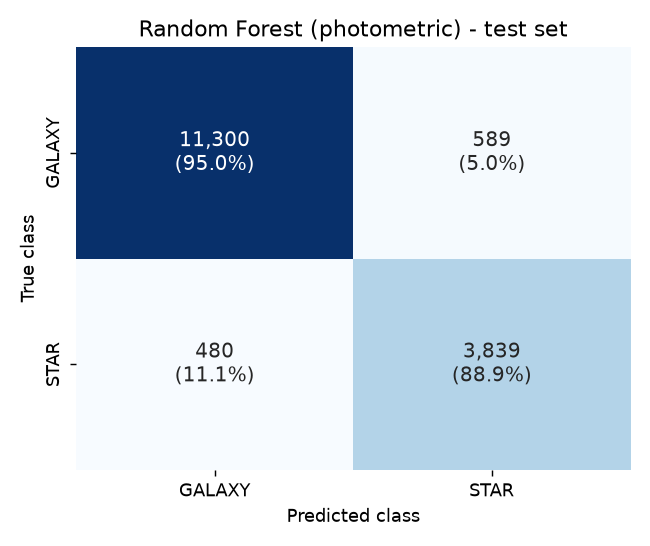 Random Forest (photometric) - test set
GALAXY
11,300
(95.0%)
589
(5.0%)
True class
STAR
480
(11.1%)
3,839
(88.9%)
GALAXY
STAR
Predicted class